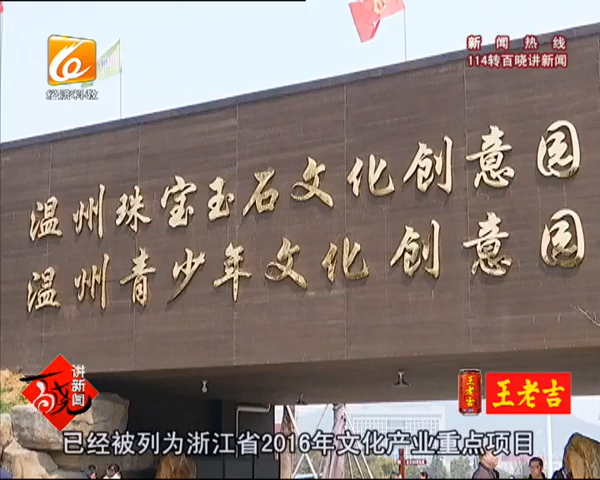 经济科教
新闻热线
114转百晓讲新闻
温州珠宝玉石文化创意园
温州青少年文化创意园
百晓
讲新闻
王老吉
王老吉
已经被列为浙江省2016年文化产业重点项目